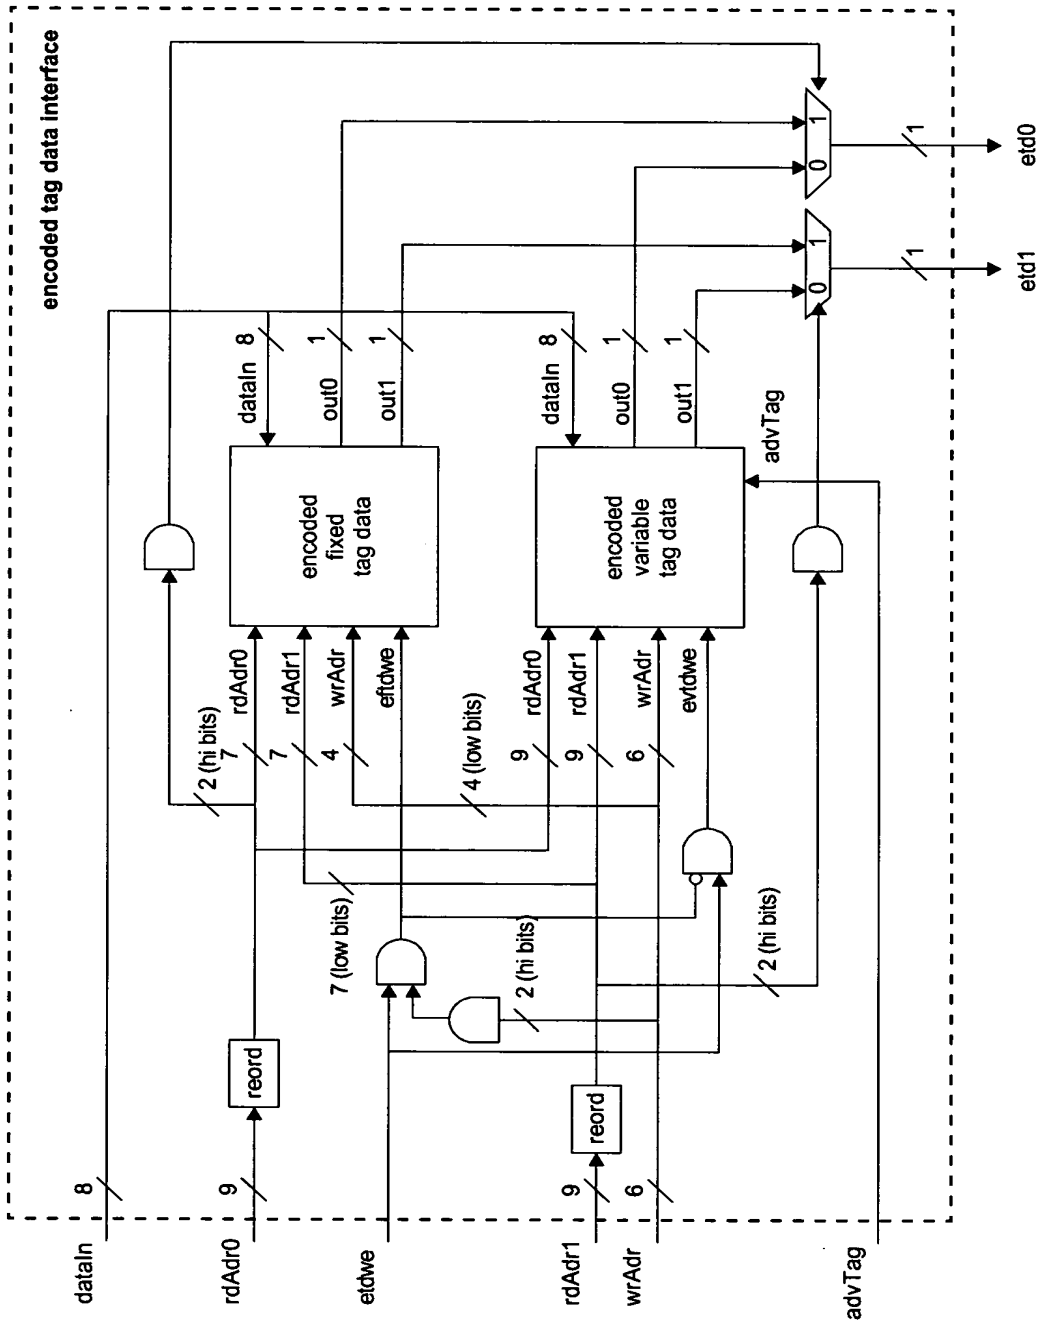 encoded tag data interface
dataIn
8
rdAdr0
9
etdwe
rdAdr1
9
wrAdr
6
advTag
reord
reord
2 (hi bits)
7
rdAdr0
7
rdAdr1
4
wrAdr
eftdwe
7 (low bits)
2 (hi bits)
4 (low bits)
9
rdAdr0
9
rdAdr1
6
wrAdr
evtdwe
2 (hi bits)
encoded
fixed
tag data
encoded
variable
tag data
dataIn
8
out0
1
out1
1
dataIn
8
out0
1
out1
1
advTag
0
1
0
1
1
etd0
1
etd1